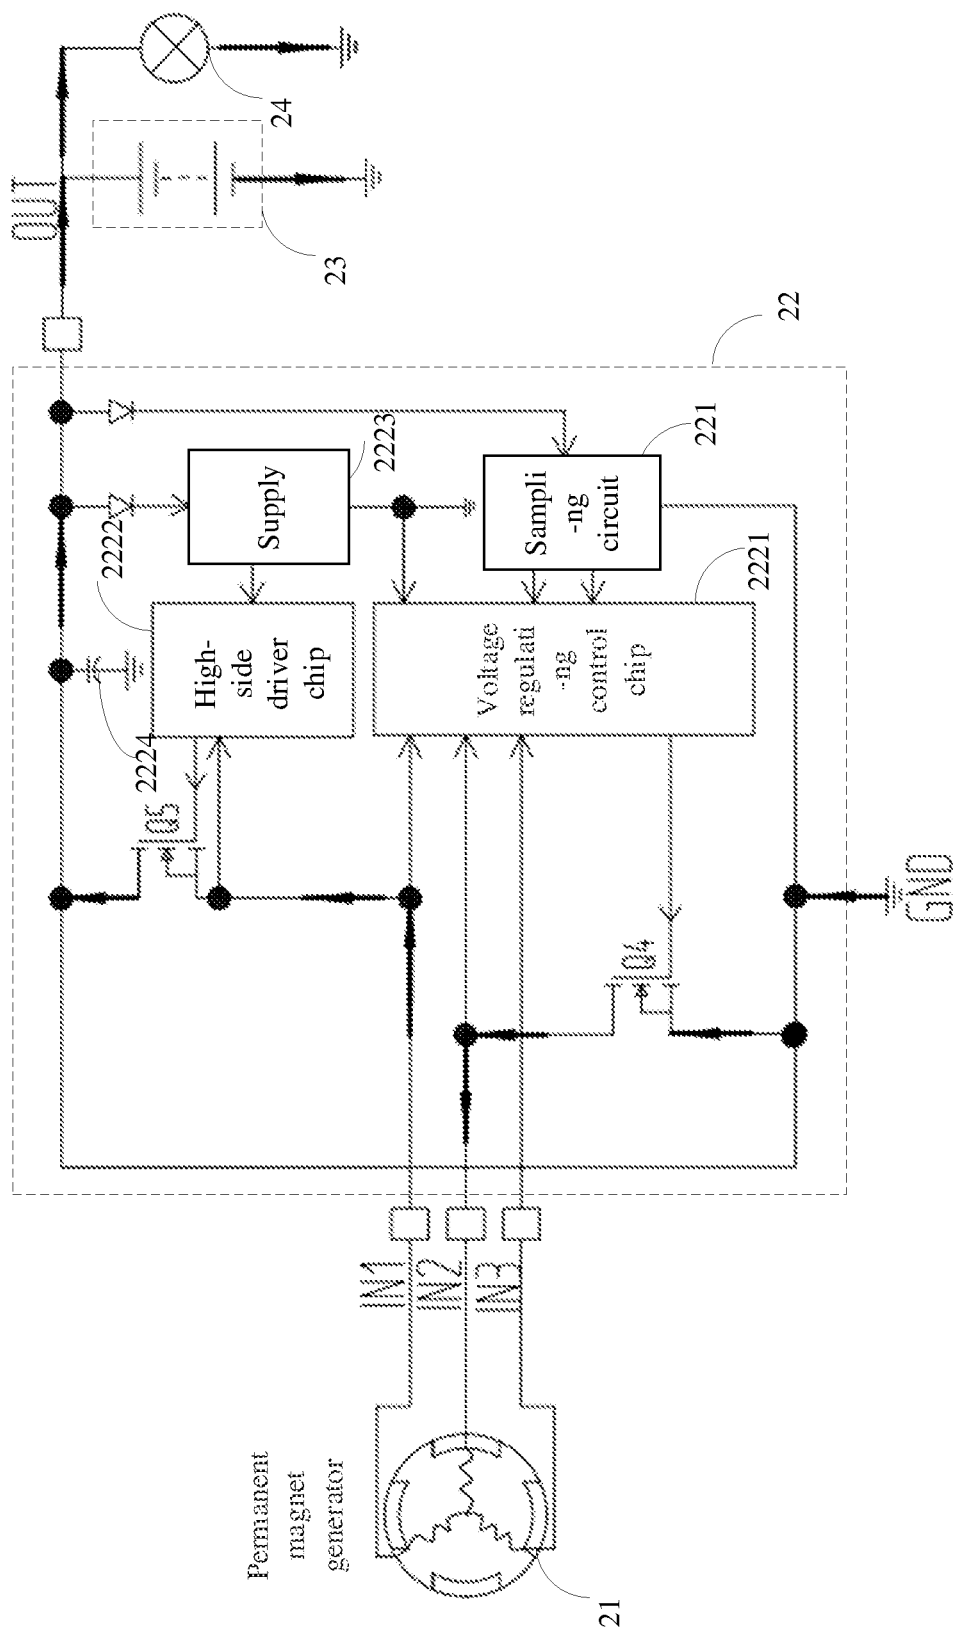 Permanent
magnet
generator
21
IN1
IN2
IN3
22
Q5
Q4
GND
2224
2222
High-
side
driver
chip
Voltage
regulati
-ng
control
chip
2221
Supply
2223
Sampli
-ng
circuit
221
OUT
23
24